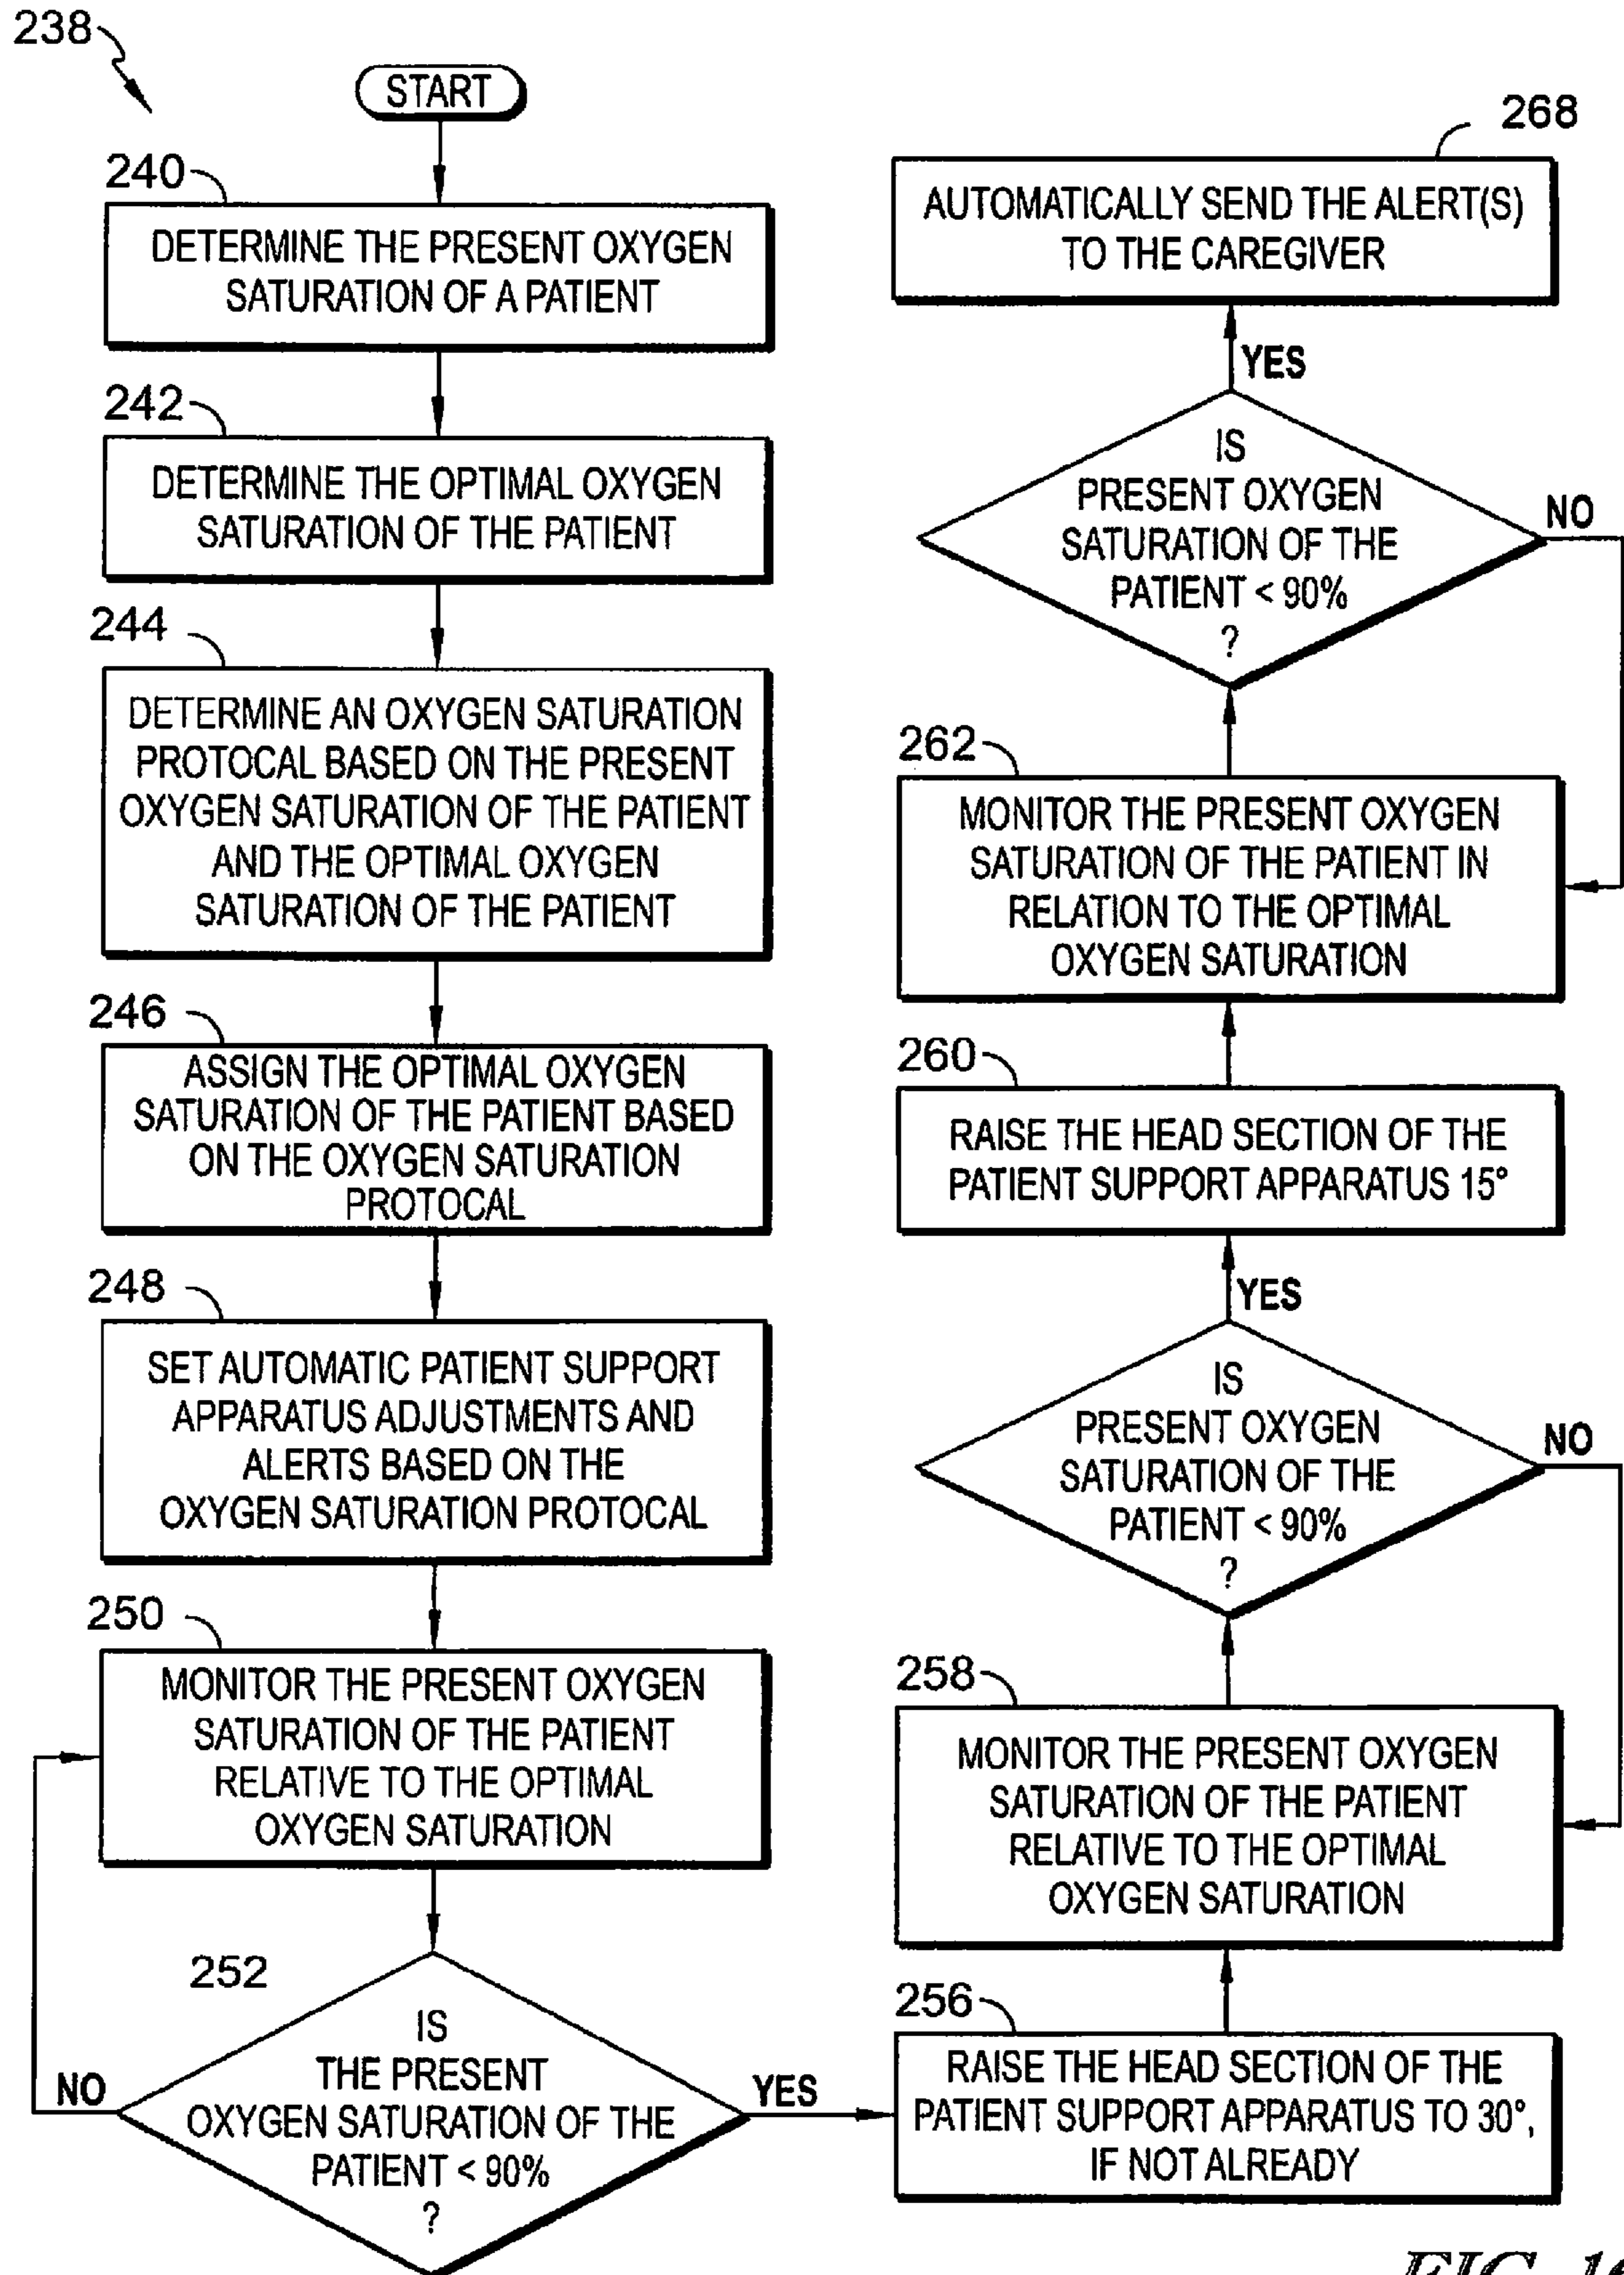 238
START
240
DETERMINE THE PRESENT OXYGEN
SATURATION OF A PATIENT
242
DETERMINE THE OPTIMAL OXYGEN
SATURATION OF THE PATIENT
244
DETERMINE AN OXYGEN SATURATION
PROTOCAL BASED ON THE PRESENT
OXYGEN SATURATION OF THE PATIENT
AND THE OPTIMAL OXYGEN
SATURATION OF THE PATIENT
246
ASSIGN THE OPTIMAL OXYGEN
SATURATION OF THE PATIENT BASED
ON THE OXYGEN SATURATION
PROTOCAL
248
SET AUTOMATIC PATIENT SUPPORT
APPARATUS ADJUSTMENTS AND
ALERTS BASED ON THE
OXYGEN SATURATION PROTOCAL
250
MONITOR THE PRESENT OXYGEN
SATURATION OF THE PATIENT
RELATIVE TO THE OPTIMAL
OXYGEN SATURATION
252
IS
THE PRESENT
OXYGEN SATURATION OF THE
PATIENT < 90%
?
NO
YES
256
RAISE THE HEAD SECTION OF THE
PATIENT SUPPORT APPARATUS TO 30°,
IF NOT ALREADY
258
MONITOR THE PRESENT OXYGEN
SATURATION OF THE PATIENT
RELATIVE TO THE OPTIMAL
OXYGEN SATURATION
IS
PRESENT OXYGEN
SATURATION OF THE
PATIENT < 90%
?
NO
YES
260
RAISE THE HEAD SECTION OF THE
PATIENT SUPPORT APPARATUS 15°
262
MONITOR THE PRESENT OXYGEN
SATURATION OF THE PATIENT IN
RELATION TO THE OPTIMAL
OXYGEN SATURATION
IS
PRESENT OXYGEN
SATURATION OF THE
PATIENT < 90%
?
NO
YES
268
AUTOMATICALLY SEND THE ALERT(S)
TO THE CAREGIVER
FIG.